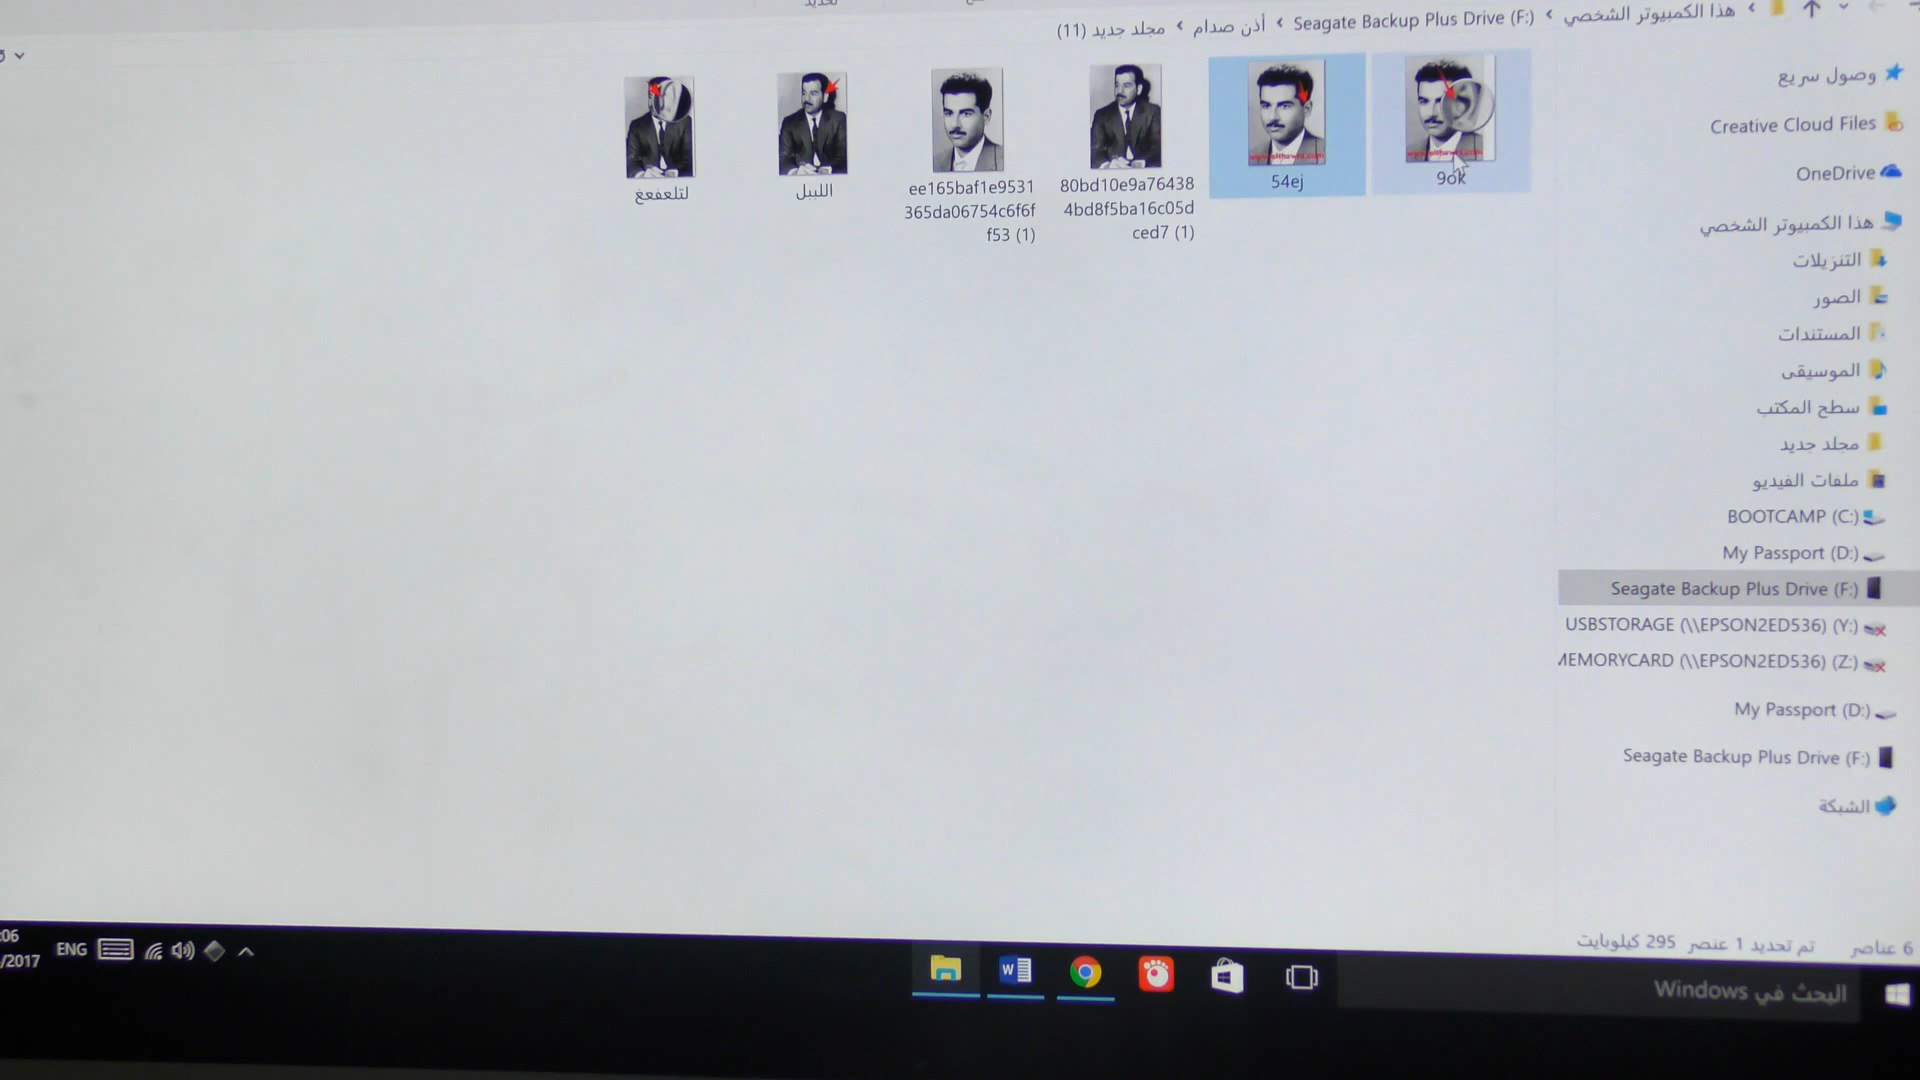 هذا الكمبيوتر الشخصي › Seagate Backup Plus Drive (F:) › أذن صدام › مجلد جديد (11)
9ok
54ej
80bd10e9a76438
4bd8f5ba16c05d
ced7 (1)
ee165baf1e9531
365da06754c6f6f
f53 (1)
الليبل
لتلعفعغ
وصول سريع
Creative Cloud Files
OneDrive
هذا الكمبيوتر الشخصي
التنزيلات
الصور
المستندات
الموسيقى
سطح المكتب
مجلد جديد
ملفات الفيديو
BOOTCAMP (C:)
My Passport (D:)
Seagate Backup Plus Drive (F:)
USBSTORAGE (\\EPSON2ED536) (Y:)
MEMORYCARD (\\EPSON2ED536) (Z:)
My Passport (D:)
Seagate Backup Plus Drive (F:)
الشبكة
6 عناصر تم تحديد 1 عنصر 295 كيلوبايت
البحث في Windows
ENG
:06
/2017